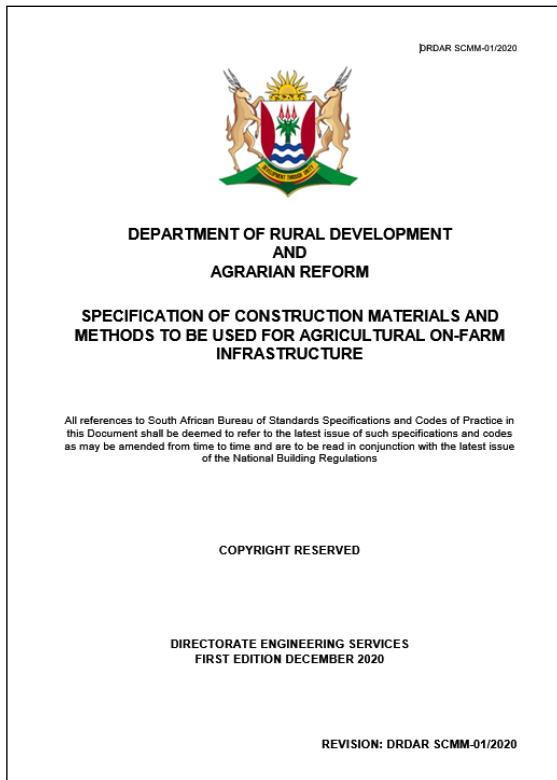 DRDAR SCMM-01/2020
DEVELOPMENT THROUGH UNITY
DEPARTMENT OF RURAL DEVELOPMENT
AND
AGRARIAN REFORM
SPECIFICATION OF CONSTRUCTION MATERIALS AND
METHODS TO BE USED FOR AGRICULTURAL ON-FARM
INFRASTRUCTURE
All references to South African Bureau of Standards Specifications and Codes of Practice in
this Document shall be deemed to refer to the latest issue of such specifications and codes
as may be amended from time to time and are to be read in conjunction with the latest issue
of the National Building Regulations
COPYRIGHT RESERVED
DIRECTORATE ENGINEERING SERVICES
FIRST EDITION DECEMBER 2020
REVISION: DRDAR SCMM-01/2020